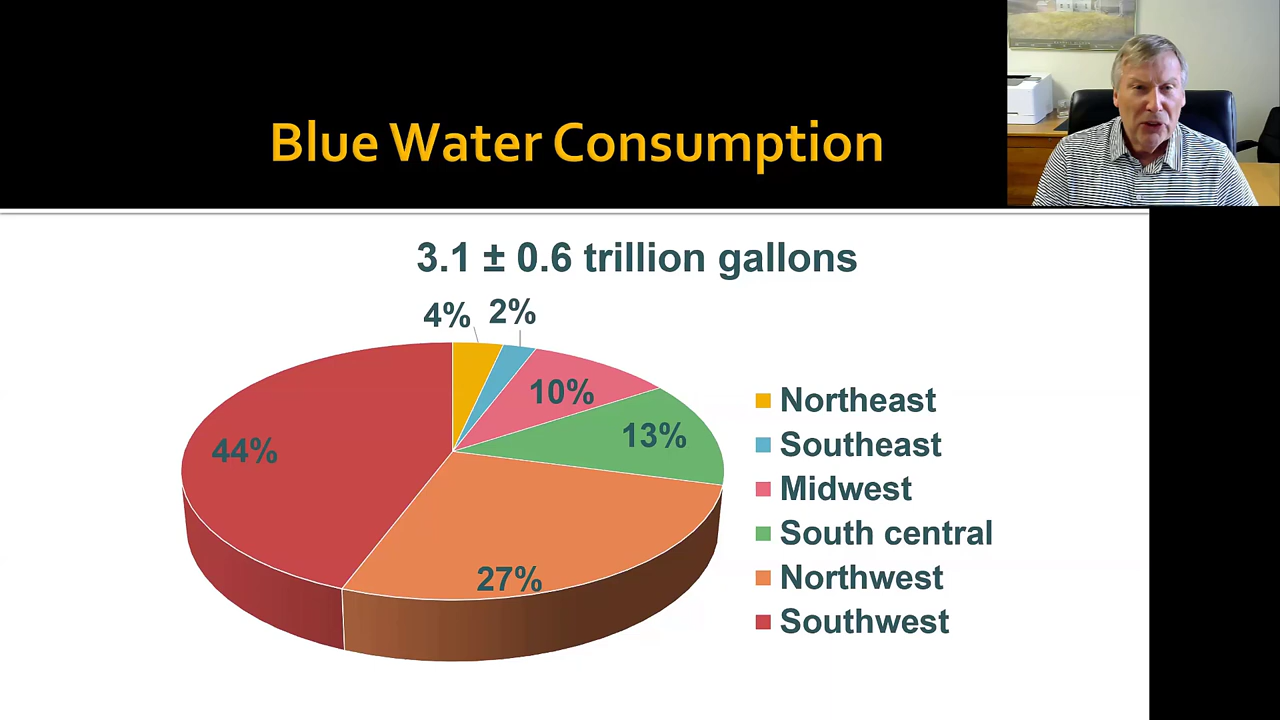 Blue Water Consumption
3.1 ± 0.6 trillion gallons
4%
2%
10%
13%
44%
27%
Northeast
Southeast
Midwest
South central
Northwest
Southwest